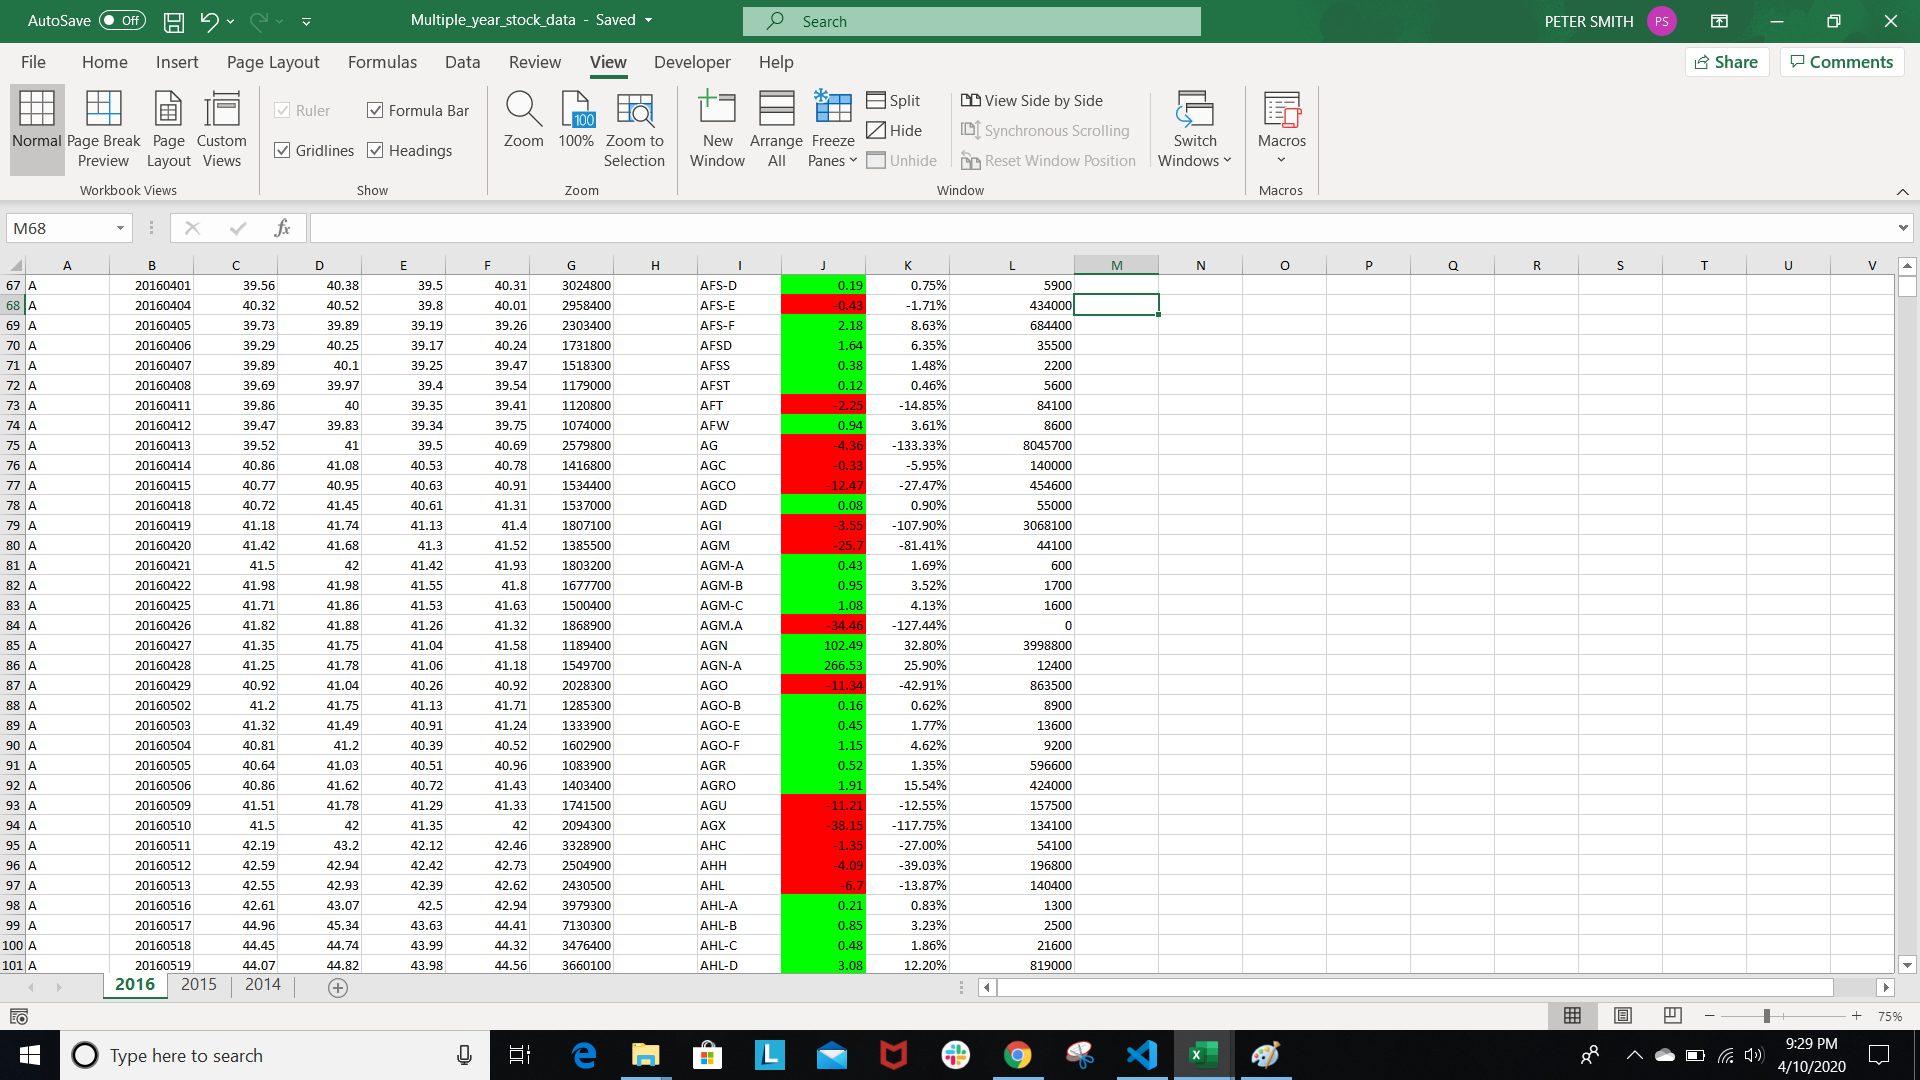 AutoSave Off Multiple_year_stock_data - Saved Search PETER SMITH PS
File Home Insert Page Layout Formulas Data Review View Developer Help Share Comments
Normal Page Break Preview Page Layout Custom Views
Workbook Views
Ruler Formula Bar
Gridlines Headings
Show
Zoom 100 100% Zoom to Selection
Zoom
New Window Arrange All Freeze Panes
Split View Side by Side
Hide Synchronous Scrolling
Unhide Reset Window Position
Switch Windows
Window
Macros
Macros
M68 fx
A B C D E F G H I J K L M N O P Q R S T U V
67 A 20160401 39.56 40.38 39.5 40.31 3024800 AFS-D 0.19 0.75% 5900
68 A 20160404 40.32 40.52 39.8 40.01 2958400 AFS-E -0.43 -1.71% 434000
69 A 20160405 39.73 39.89 39.19 39.26 2303400 AFS-F 2.18 8.63% 684400
70 A 20160406 39.29 40.25 39.17 40.24 1731800 AFSD 1.64 6.35% 35500
71 A 20160407 39.89 40.1 39.25 39.47 1518300 AFSS 0.38 1.48% 2200
72 A 20160408 39.69 39.97 39.4 39.54 1179000 AFST 0.12 0.46% 5600
73 A 20160411 39.86 40 39.35 39.41 1120800 AFT -2.25 -14.85% 84100
74 A 20160412 39.47 39.83 39.34 39.75 1074000 AFW 0.94 3.61% 8600
75 A 20160413 39.52 41 39.5 40.69 2579800 AG -4.36 -133.33% 8045700
76 A 20160414 40.86 41.08 40.53 40.78 1416800 AGC -0.33 -5.95% 140000
77 A 20160415 40.77 40.95 40.63 40.91 1534400 AGCO -12.47 -27.47% 454600
78 A 20160418 40.72 41.45 40.61 41.31 1537000 AGD 0.08 0.90% 55000
79 A 20160419 41.18 41.74 41.13 41.4 1807100 AGI -3.55 -107.90% 3068100
80 A 20160420 41.42 41.68 41.3 41.52 1385500 AGM -25.7 -81.41% 44100
81 A 20160421 41.5 42 41.42 41.93 1803200 AGM-A 0.43 1.69% 600
82 A 20160422 41.98 41.98 41.55 41.8 1677700 AGM-B 0.95 3.52% 1700
83 A 20160425 41.71 41.86 41.53 41.63 1500400 AGM-C 1.08 4.13% 1600
84 A 20160426 41.82 41.88 41.26 41.32 1868900 AGM.A -34.46 -127.44% 0
85 A 20160427 41.35 41.75 41.04 41.58 1189400 AGN 102.49 32.80% 3998800
86 A 20160428 41.25 41.78 41.06 41.18 1549700 AGN-A 266.53 25.90% 12400
87 A 20160429 40.92 41.04 40.26 40.92 2028300 AGO -11.34 -42.91% 863500
88 A 20160502 41.2 41.75 41.13 41.71 1285300 AGO-B 0.16 0.62% 8900
89 A 20160503 41.32 41.49 40.91 41.24 1333900 AGO-E 0.45 1.77% 13600
90 A 20160504 40.81 41.2 40.39 40.52 1602900 AGO-F 1.15 4.62% 9200
91 A 20160505 40.64 41.03 40.51 40.96 1083900 AGR 0.52 1.35% 596600
92 A 20160506 40.86 41.62 40.72 41.43 1403400 AGRO 1.91 15.54% 424000
93 A 20160509 41.51 41.78 41.29 41.33 1741500 AGU -11.21 -12.55% 157500
94 A 20160510 41.5 42 41.35 42 2094300 AGX -38.15 -117.75% 134100
95 A 20160511 42.19 43.2 42.12 42.46 3328900 AHC -1.35 -27.00% 54100
96 A 20160512 42.59 42.94 42.42 42.73 2504900 AHH -4.09 -39.03% 196800
97 A 20160513 42.55 42.93 42.39 42.62 2430500 AHL -6.7 -13.87% 140400
98 A 20160516 42.61 43.07 42.5 42.94 3979300 AHL-A 0.21 0.83% 1300
99 A 20160517 44.96 45.34 43.63 44.41 7130300 AHL-B 0.85 3.23% 2500
100 A 20160518 44.45 44.74 43.99 44.32 3476400 AHL-C 0.48 1.86% 21600
101 A 20160519 44.07 44.82 43.98 44.56 3660100 AHL-D 3.08 12.20% 819000
2016 2015 2014
75%
Type here to search 9:29 PM
4/10/2020